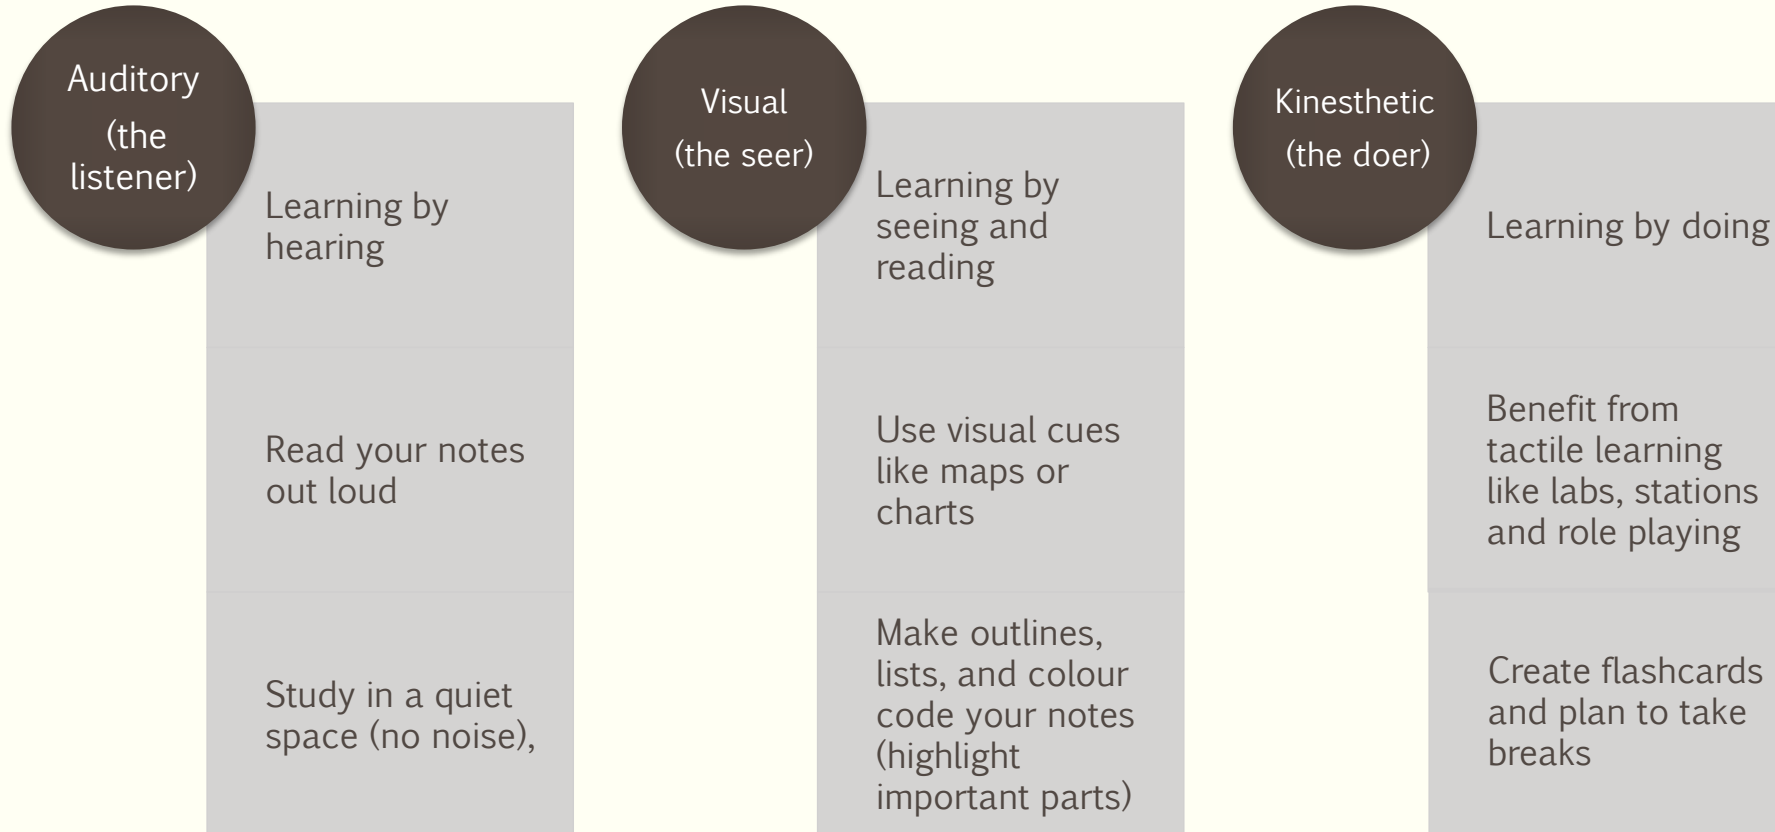 Auditory
(the
listener)
Learning by
hearing
Read your notes
out loud
Study in a quiet
space (no noise),
Visual
(the seer)
Learning by
seeing and
reading
Use visual cues
like maps or
charts
Make outlines,
lists, and colour
code your notes
(highlight
important parts)
Kinesthetic
(the doer)
Learning by doing
Benefit from
tactile learning
like labs, stations
and role playing
Create flashcards
and plan to take
breaks